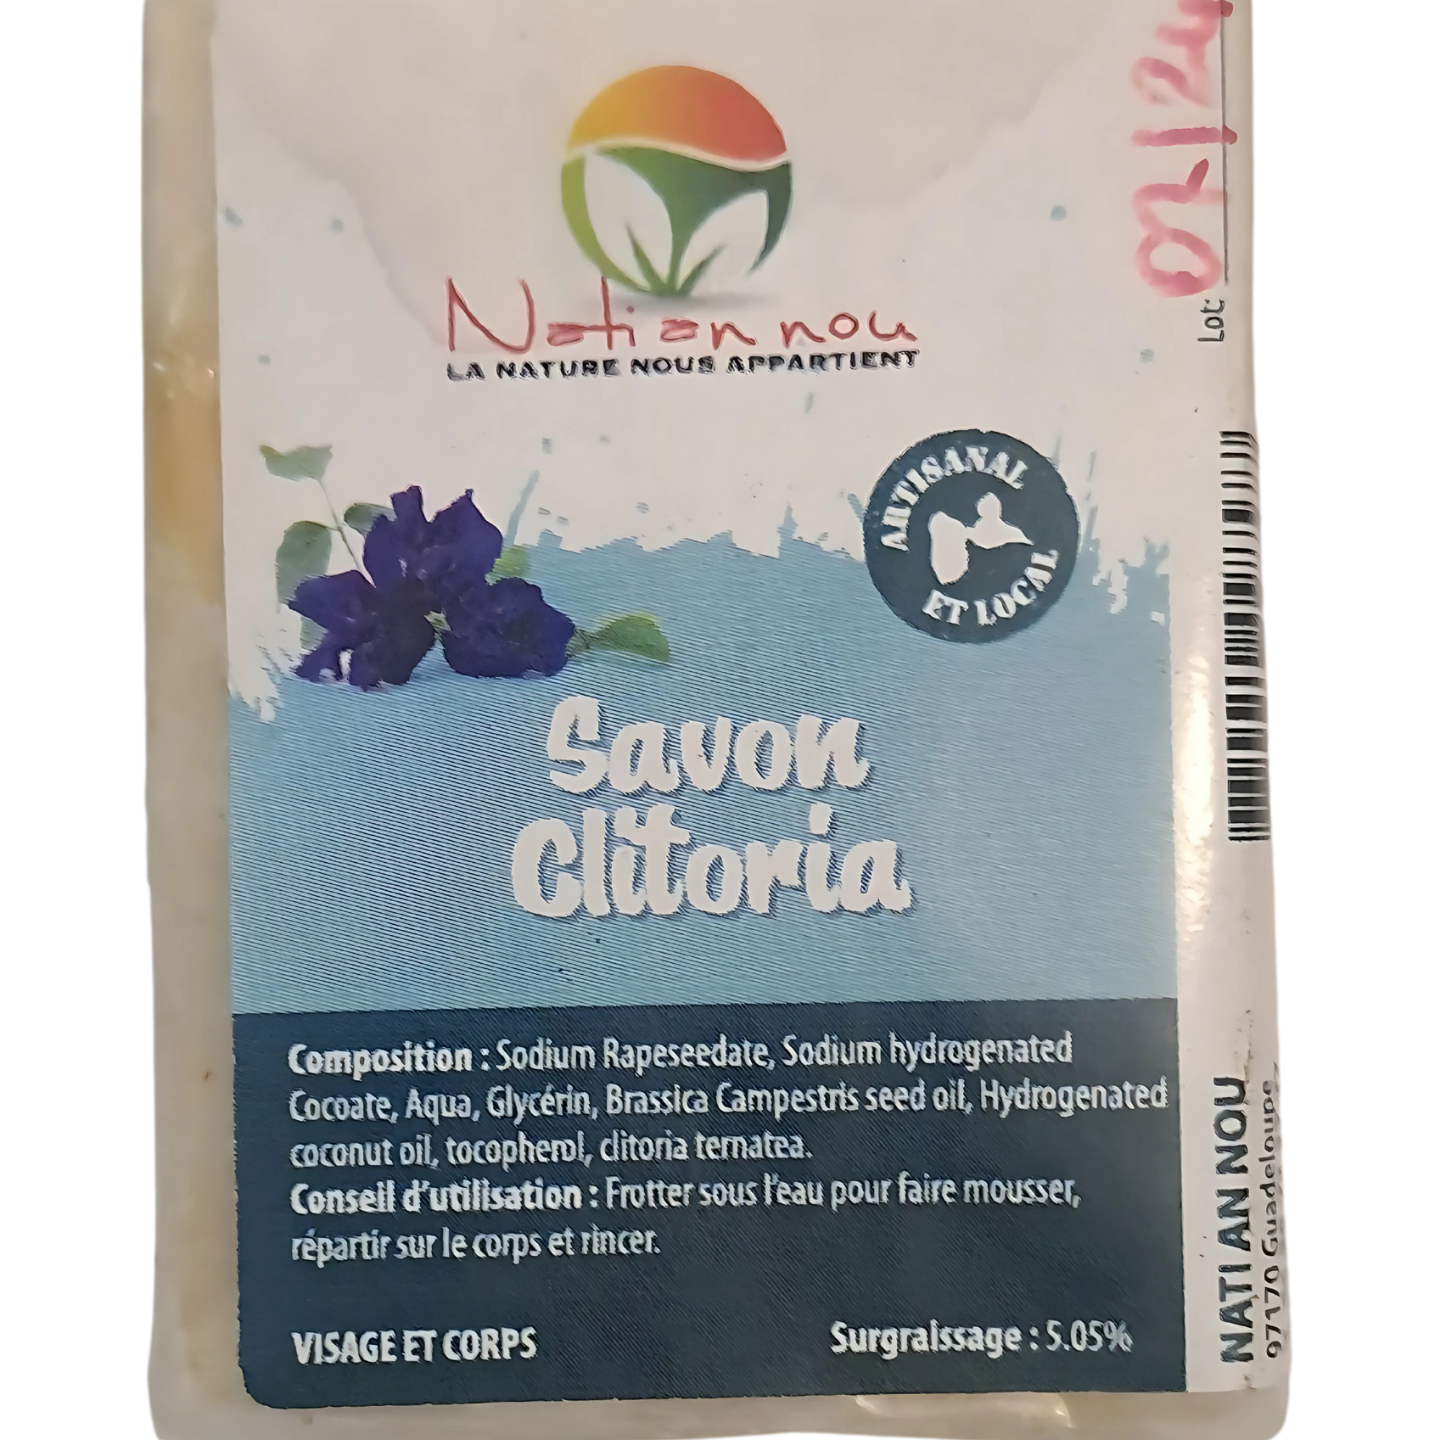 Nati an nou
LA NATURE NOUS APPARTIENT
ARTISANAL
ET LOCAL
Savon
Clitoria
Composition : Sodium Rapeseedate, Sodium hydrogenated
Cocoate, Aqua, Glycérin, Brassica Campestris seed oil, Hydrogenated
coconut oil, tocopherol, clitoria ternatea.
Conseil d'utilisation : Frotter sous l'eau pour faire mousser,
répartir sur le corps et rincer.
VISAGE ET CORPS
Surgraissage : 5.05%
Lot:
NATI AN NOU
97170 Guadeloupe